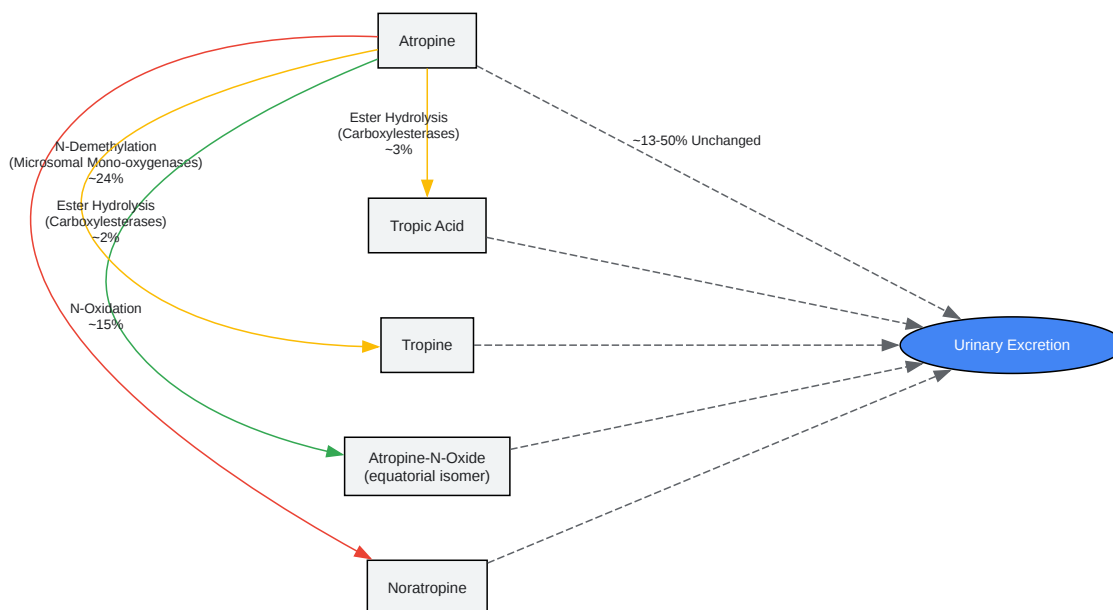 Atropine
Ester Hydrolysis
(Carboxylesterases)
~3%
~13-50% Unchanged
N-Demethylation
(Microsomal Mono-oxygenases)
~24%
Ester Hydrolysis
(Carboxylesterases)
~2%
Tropic Acid
N-Oxidation
~15%
Tropine
Urinary Excretion
Atropine-N-Oxide
(equatorial isomer)
Noratropine